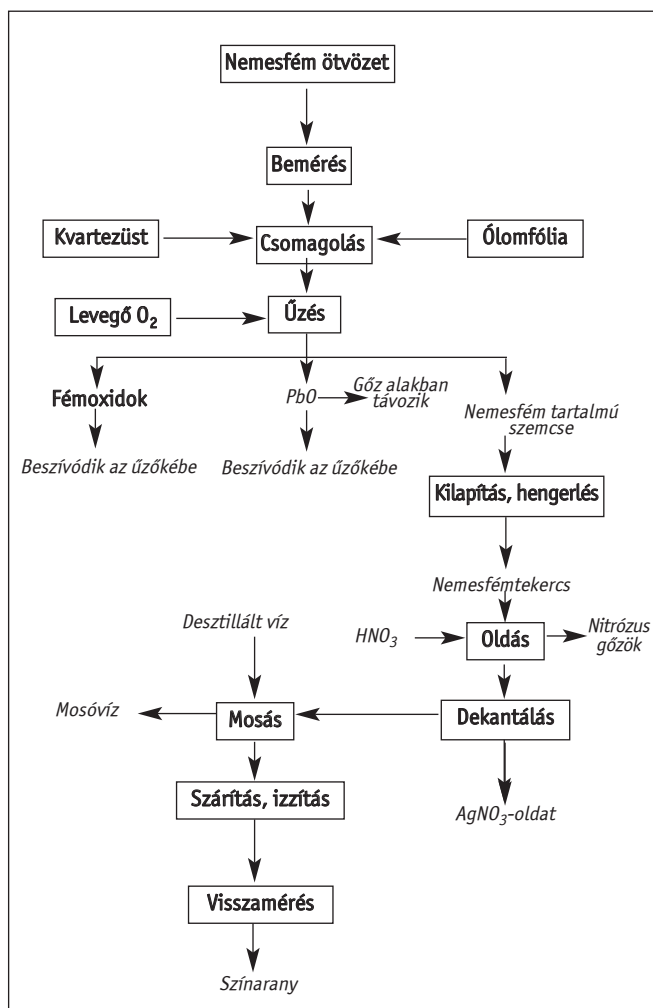 Nemesfém ötvözet
Bemérés
Kvartezüst
Csomagolás
Ólomfólia
Levegő O₂
Űzés
Fémoxidok
PbO
Gőz alakban
távozik
Nemesfém tartalmú
szemcse
Beszívódik az űzőkébe
Beszívódik az űzőkébe
Kilapítás, hengerlés
Nemesfémtekercs
Desztillált víz
HNO₃
Oldás
Nitrózus
gőzök
Mosóvíz
Mosás
Dekantálás
Szárítás, izzítás
AgNO₃-oldat
Visszamérés
Színarany